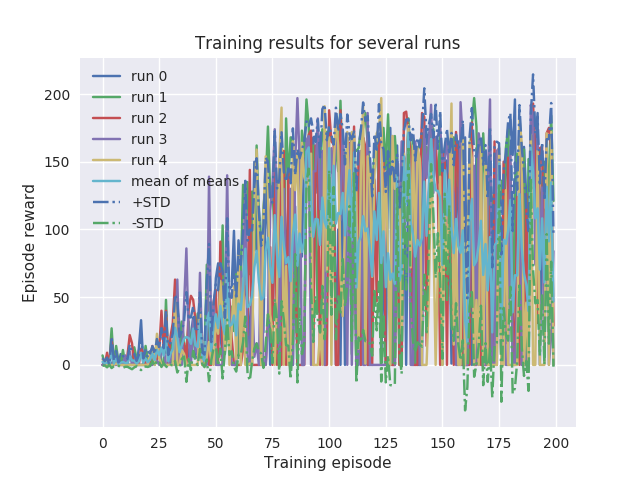 Training results for several runs
run 0
run 1
run 2
run 3
run 4
mean of means
+STD
-STD
200
150
100
50
0
Episode reward
0 25 50 75 100 125 150 175 200
Training episode